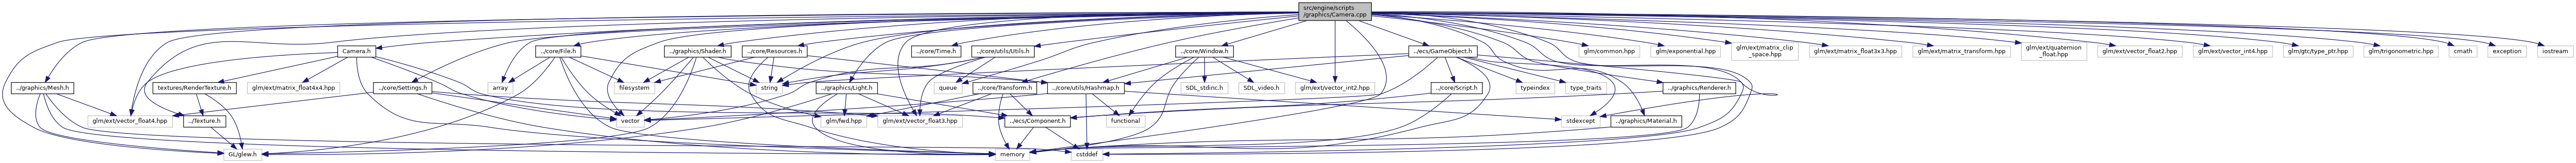 src/engine/scripts
/graphics/Camera.cpp
Camera.h
../core/File.h
../graphics/Shader.h
../core/Resources.h
../core/Time.h
../core/utils/Utils.h
../core/Window.h
../ecs/GameObject.h
glm/common.hpp
glm/exponential.hpp
glm/ext/matrix_clip
_space.hpp
glm/ext/matrix_float3x3.hpp
glm/ext/matrix_transform.hpp
glm/ext/quaternion
_float.hpp
glm/ext/vector_float2.hpp
glm/ext/vector_int4.hpp
glm/gtc/type_ptr.hpp
glm/trigonometric.hpp
cmath
exception
iostream
../graphics/Mesh.h
textures/RenderTexture.h
glm/ext/matrix_float4x4.hpp
../core/Settings.h
array
filesystem
string
../graphics/Light.h
queue
../core/Transform.h
../core/utils/Hashmap.h
SDL_stdinc.h
SDL_video.h
glm/ext/vector_int2.hpp
../core/Script.h
typeindex
type_traits
../graphics/Renderer.h
glm/ext/vector_float4.hpp
../Texture.h
vector
glm/fwd.hpp
glm/ext/vector_float3.hpp
../ecs/Component.h
functional
stdexcept
../graphics/Material.h
GL/glew.h
memory
cstddef